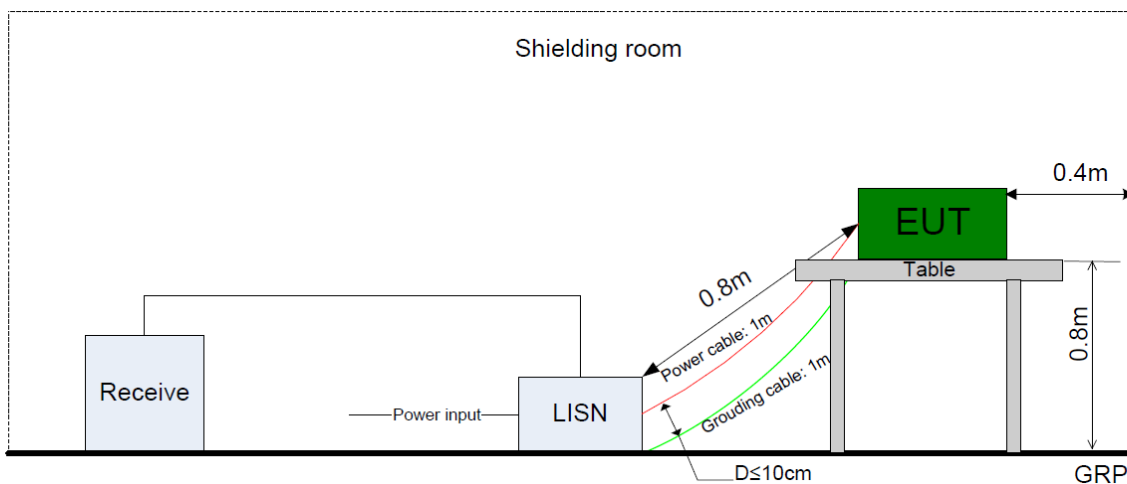 Shielding room
0.4m
EUT
Table
0.8m
0.8m
Power cable: 1m
Grouding cable: 1m
Receive
Power input
LISN
D≤10cm
GRP